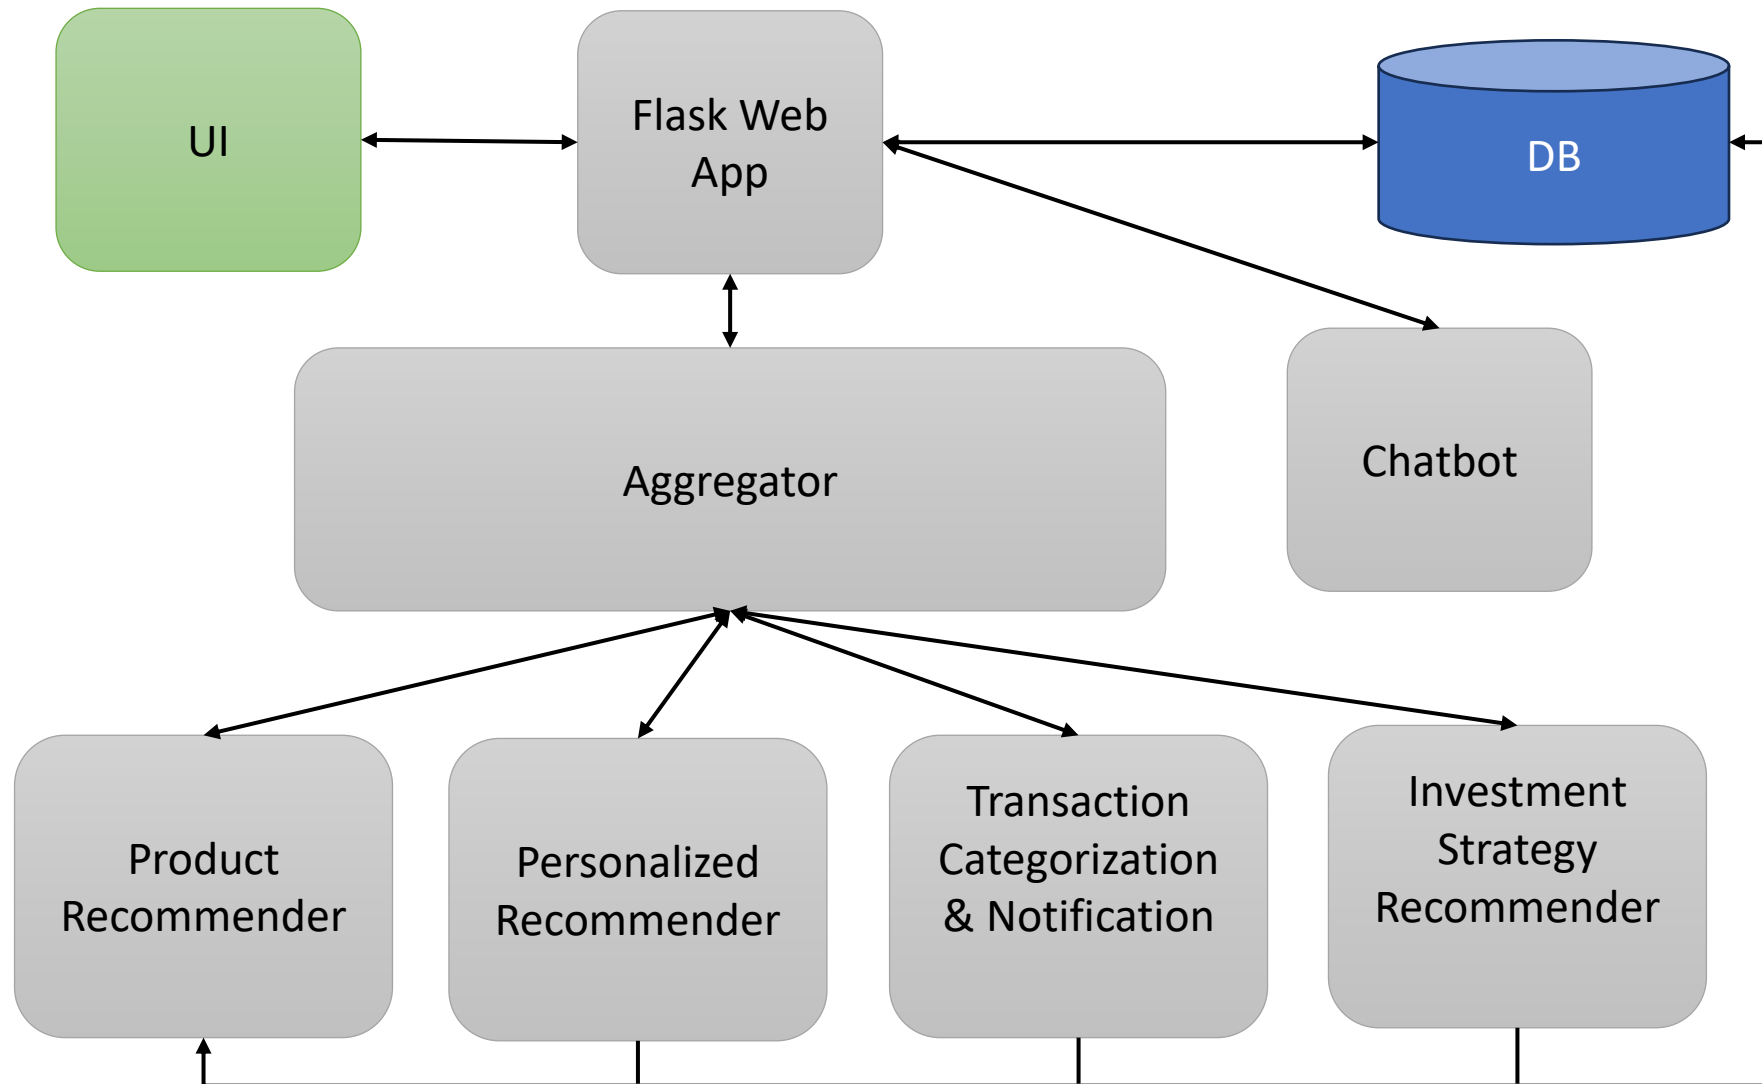 UI
Flask Web
App
DB
Aggregator
Chatbot
Product
Recommender
Personalized
Recommender
Transaction
Categorization
& Notification
Investment
Strategy
Recommender